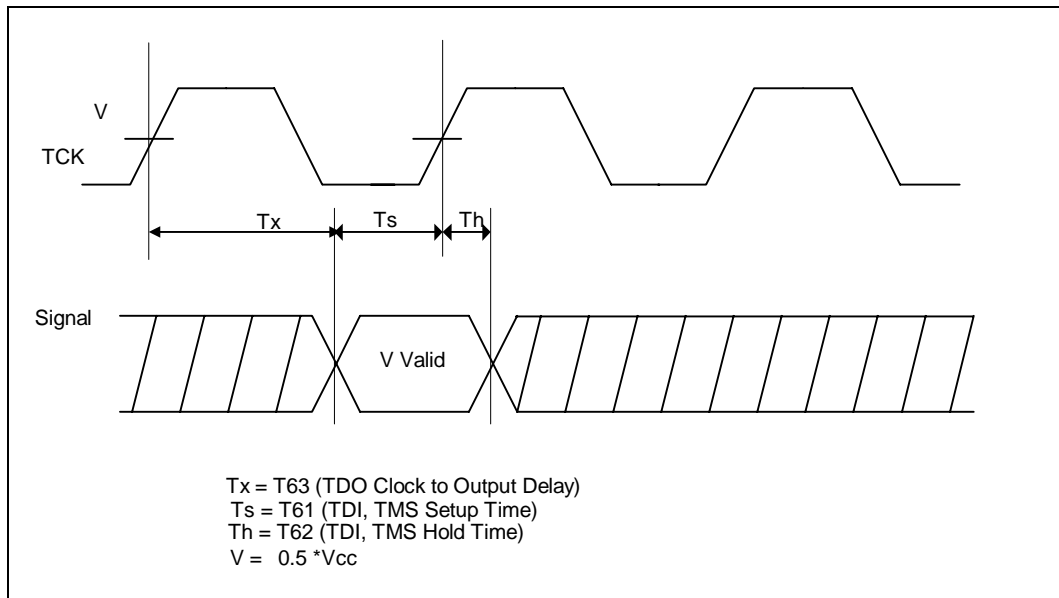 V
TCK
Tx
Ts
Th
Signal
V Valid
Tx = T63 (TDO Clock to Output Delay)
Ts = T61 (TDI, TMS Setup Time)
Th = T62 (TDI, TMS Hold Time)
V = 0.5 *Vcc